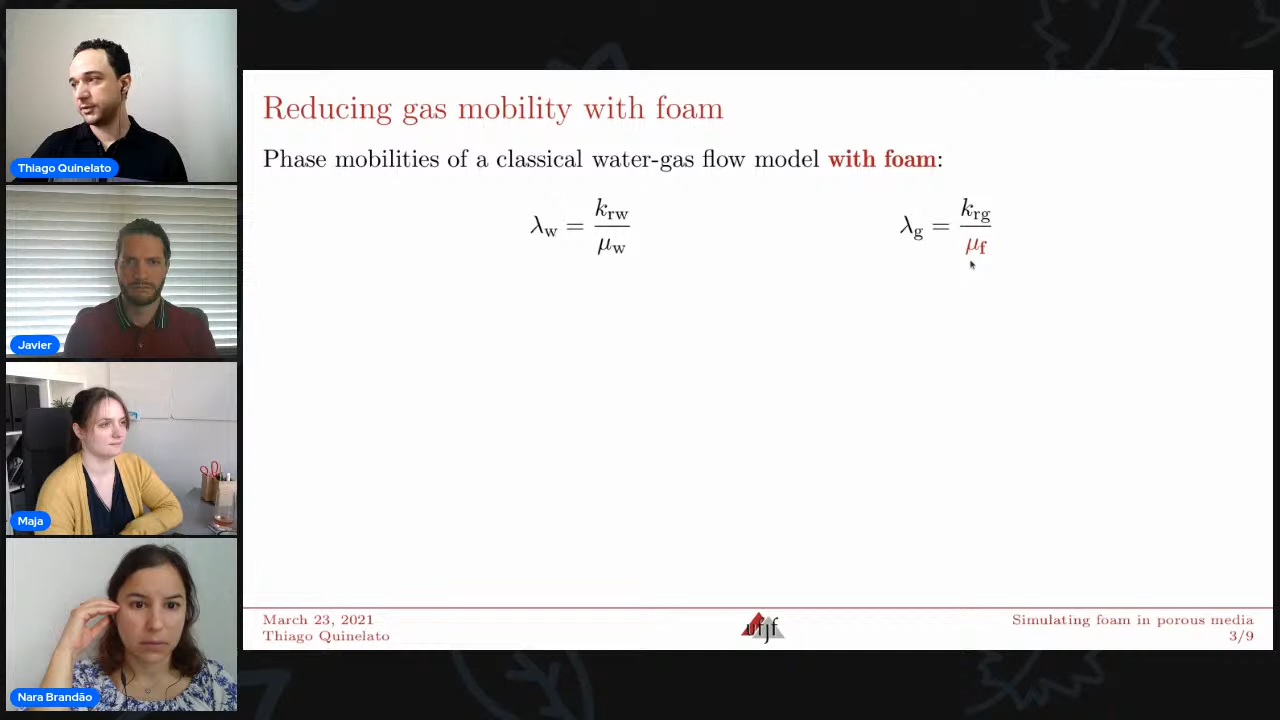 Thiago Quinelato
Javier
Maja
Nara Brandão
Reducing gas mobility with foam
Phase mobilities of a classical water-gas flow model with foam:
λw = krw / μw
λg = krg / μf
March 23, 2021
Thiago Quinelato
ufjf
Simulating foam in porous media
3/9